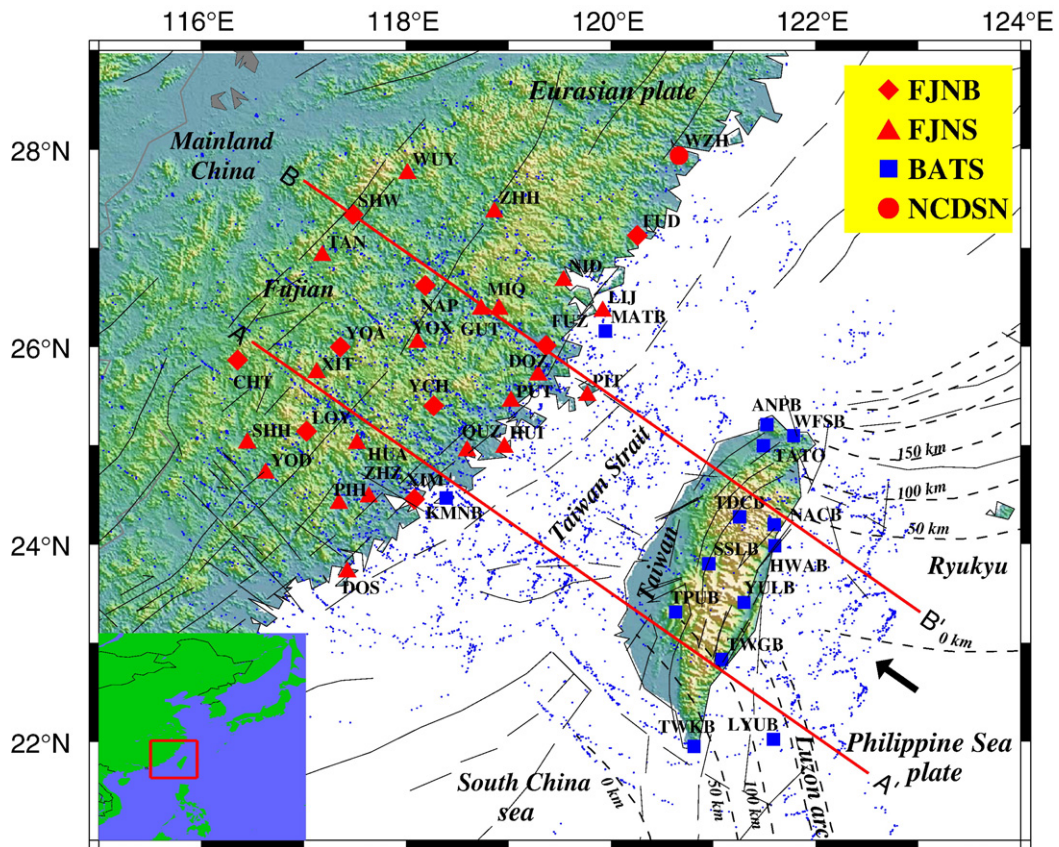 116°E
118°E
120°E
122°E
124°E
28°N
26°N
24°N
22°N
FJNB
FJNS
BATS
NCDSN
Eurasian plate
Mainland
China
WZH
WUY
B
SHW
ZHH
FUD
TAN
NID
Fujian
NAP
MIQ
LIJ
MATB
GUT
FUZ
YOX
A
YOA
XIT
CHT
DOZ
PIT
YCH
PUT
LOY
SHH
YOD
HUA
QUZ
HUI
ZHZ
PIH
XIM
KMNB
DOS
Taiwan Strait
ANPB
WFSB
TATO
150 km
100 km
50 km
TDCB
NACB
SSLB
HWAB
Ryukyu
Taiwan
TPUB
YULB
B'
0 km
TWGB
TWKB
LYUB
Philippine Sea
plate
A'
Luzon arc
South China
sea
0 km
50 km
100 km